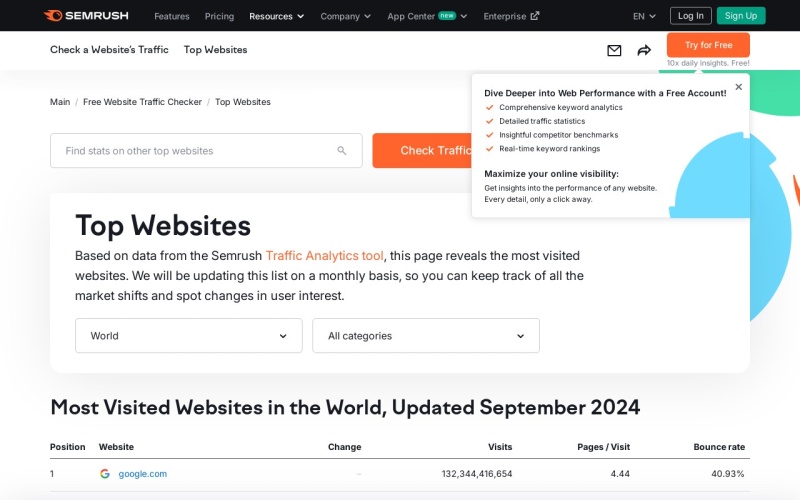 SEMRUSH Features Pricing Resources Company App Center new Enterprise EN Log In Sign Up
Check a Website's Traffic Top Websites Try for Free
10x daily insights. Free!
Dive Deeper into Web Performance with a Free Account!
Comprehensive keyword analytics
Detailed traffic statistics
Insightful competitor benchmarks
Real-time keyword rankings
Maximize your online visibility:
Get insights into the performance of any website.
Every detail, only a click away.
Main / Free Website Traffic Checker / Top Websites
Find stats on other top websites Check Traffic
Top Websites
Based on data from the Semrush Traffic Analytics tool, this page reveals the most visited
websites. We will be updating this list on a monthly basis, so you can keep track of all the
market shifts and spot changes in user interest.
World All categories
Most Visited Websites in the World, Updated September 2024
Position Website Change Visits Pages / Visit Bounce rate
1 google.com – 132,344,416,654 4.44 40.93%